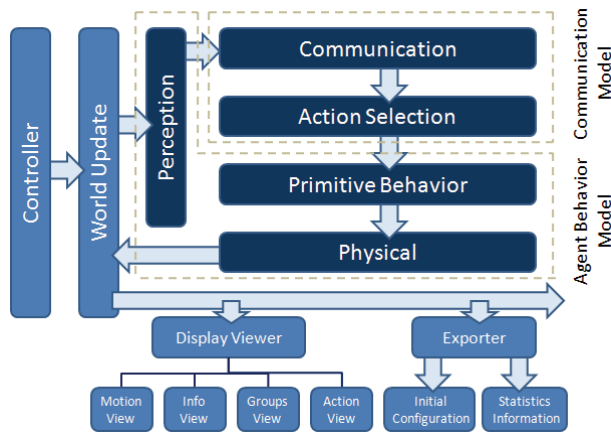 Controller
World Update
Perception
Communication
Action Selection
Primitive Behavior
Physical
Communication
Model
Agent Behavior
Model
Display Viewer
Exporter
Motion
View
Info
View
Groups
View
Action
View
Initial
Configuration
Statistics
Information